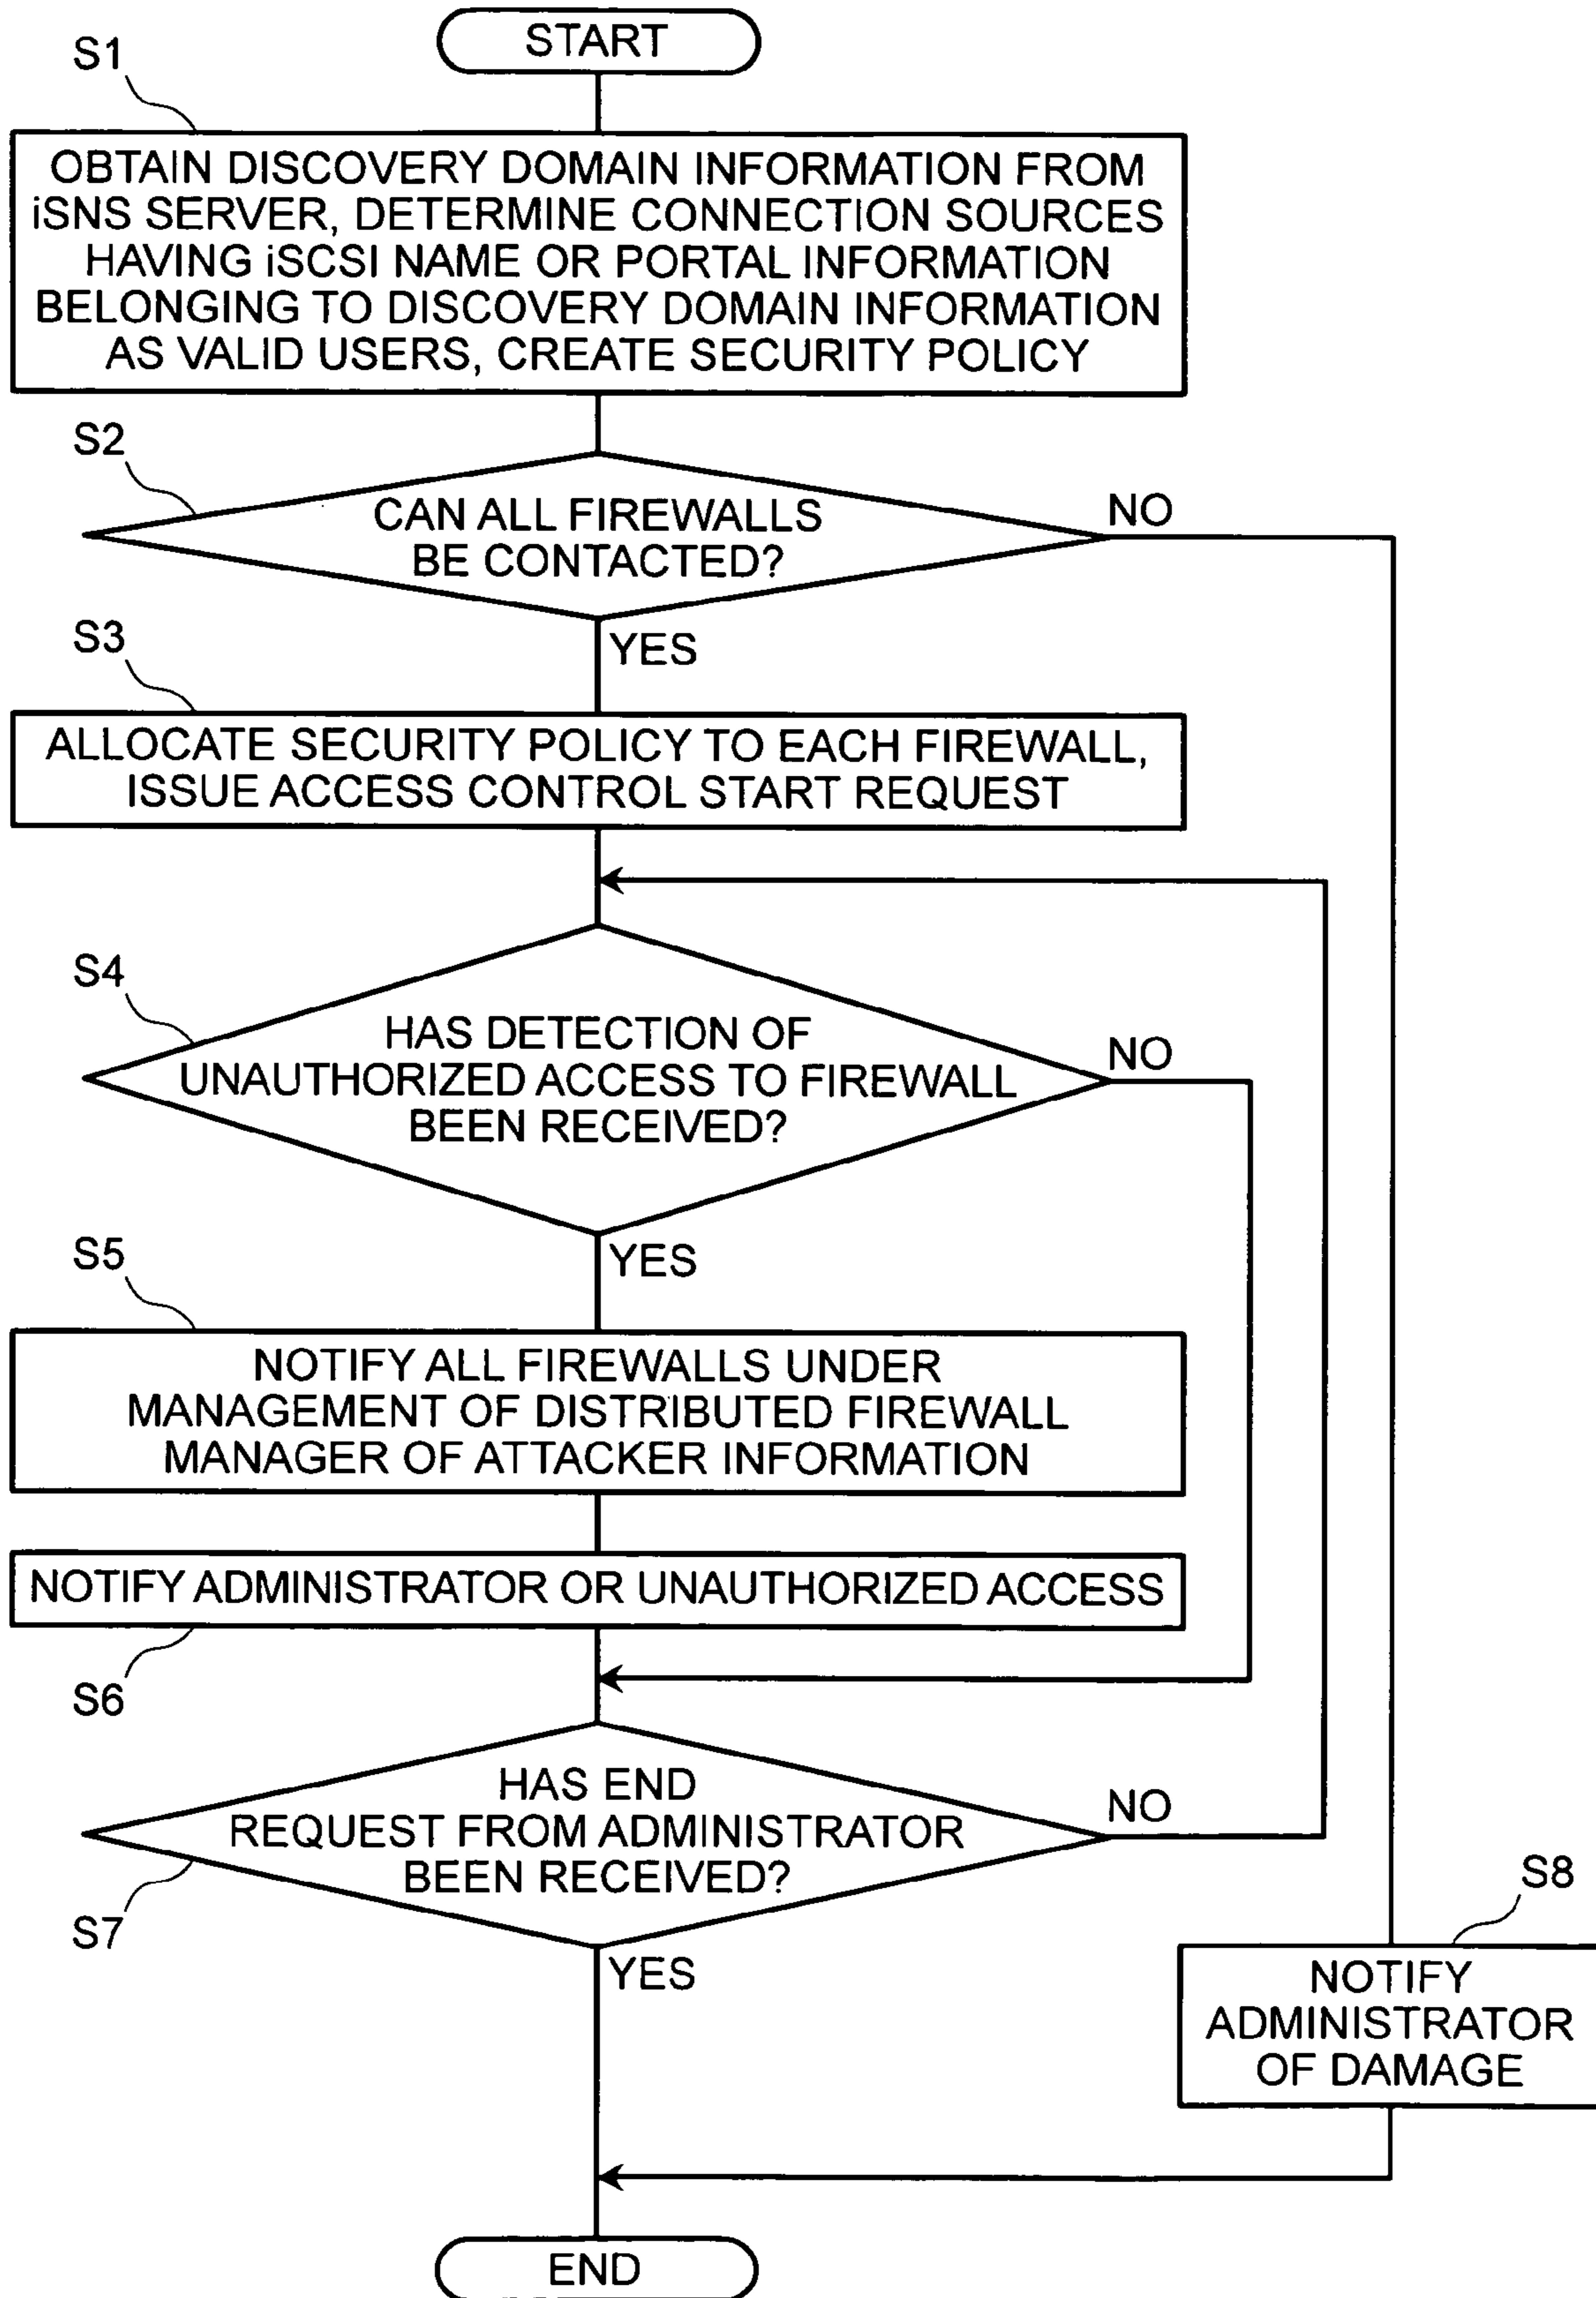 START
S1
OBTAIN DISCOVERY DOMAIN INFORMATION FROM
iSNS SERVER, DETERMINE CONNECTION SOURCES
HAVING iSCSI NAME OR PORTAL INFORMATION
BELONGING TO DISCOVERY DOMAIN INFORMATION
AS VALID USERS, CREATE SECURITY POLICY
S2
CAN ALL FIREWALLS
BE CONTACTED?
NO
YES
S3
ALLOCATE SECURITY POLICY TO EACH FIREWALL,
ISSUE ACCESS CONTROL START REQUEST
S4
HAS DETECTION OF
UNAUTHORIZED ACCESS TO FIREWALL
BEEN RECEIVED?
NO
YES
S5
NOTIFY ALL FIREWALLS UNDER
MANAGEMENT OF DISTRIBUTED FIREWALL
MANAGER OF ATTACKER INFORMATION
NOTIFY ADMINISTRATOR OR UNAUTHORIZED ACCESS
S6
HAS END
REQUEST FROM ADMINISTRATOR
BEEN RECEIVED?
NO
S7
YES
S8
NOTIFY
ADMINISTRATOR
OF DAMAGE
END